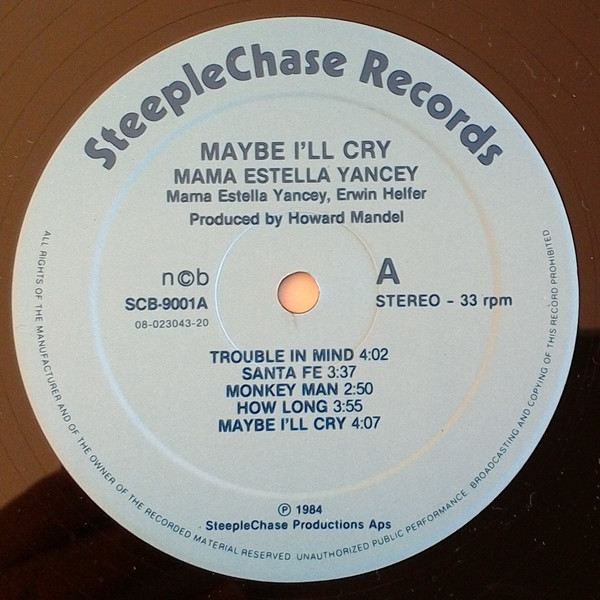 SteepleChase Records
MAYBE I'LL CRY
MAMA ESTELLA YANCEY
Mama Estella Yancey, Erwin Helfer
Produced by Howard Mandel
n©b
SCB-9001A
08-023043-20
A
STEREO - 33 rpm
TROUBLE IN MIND 4:02
SANTA FE 3:37
MONKEY MAN 2:50
HOW LONG 3:55
MAYBE I'LL CRY 4:07
℗ 1984
SteepleChase Productions Aps
ALL RIGHTS OF THE MANUFACTURER AND OF THE OWNER OF THE RECORDED MATERIAL RESERVED UNAUTHORIZED PUBLIC PERFORMANCE BROADCASTING AND COPYING OF THIS RECORD PROHIBITED